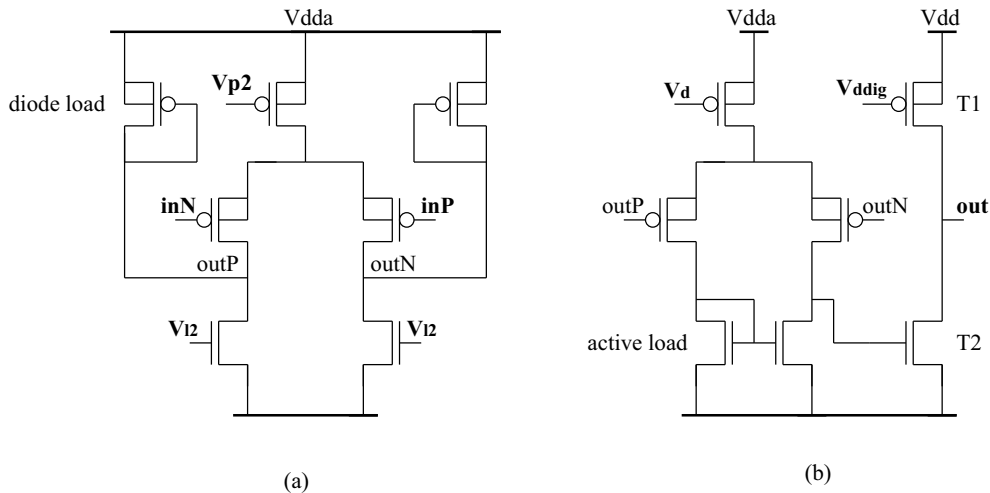 Vdda
diode load
Vp2
inN
inP
outP
outN
Vl2
Vl2
(a)
Vdda
Vdd
Vd
Vddig
T1
outP
outN
out
active load
T2
(b)